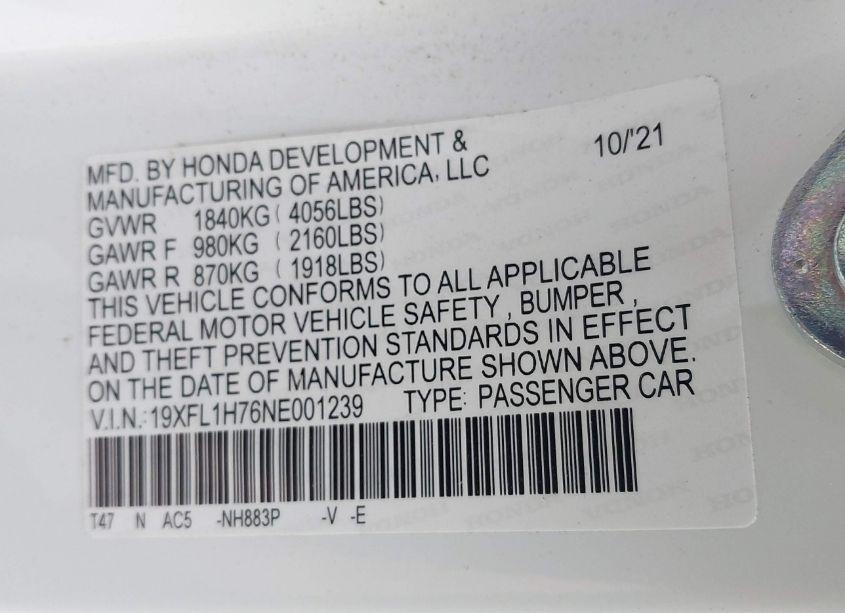 MFD. BY HONDA DEVELOPMENT & 10/'21
MANUFACTURING OF AMERICA, LLC
GVWR 1840KG ( 4056LBS)
GAWR F 980KG ( 2160LBS)
GAWR R 870KG ( 1918LBS)
THIS VEHICLE CONFORMS TO ALL APPLICABLE
FEDERAL MOTOR VEHICLE SAFETY , BUMPER ,
AND THEFT PREVENTION STANDARDS IN EFFECT
ON THE DATE OF MANUFACTURE SHOWN ABOVE.
V.I.N.: 19XFL1H76NE001239 TYPE: PASSENGER CAR
T47 N AC5 -NH883P -V -E